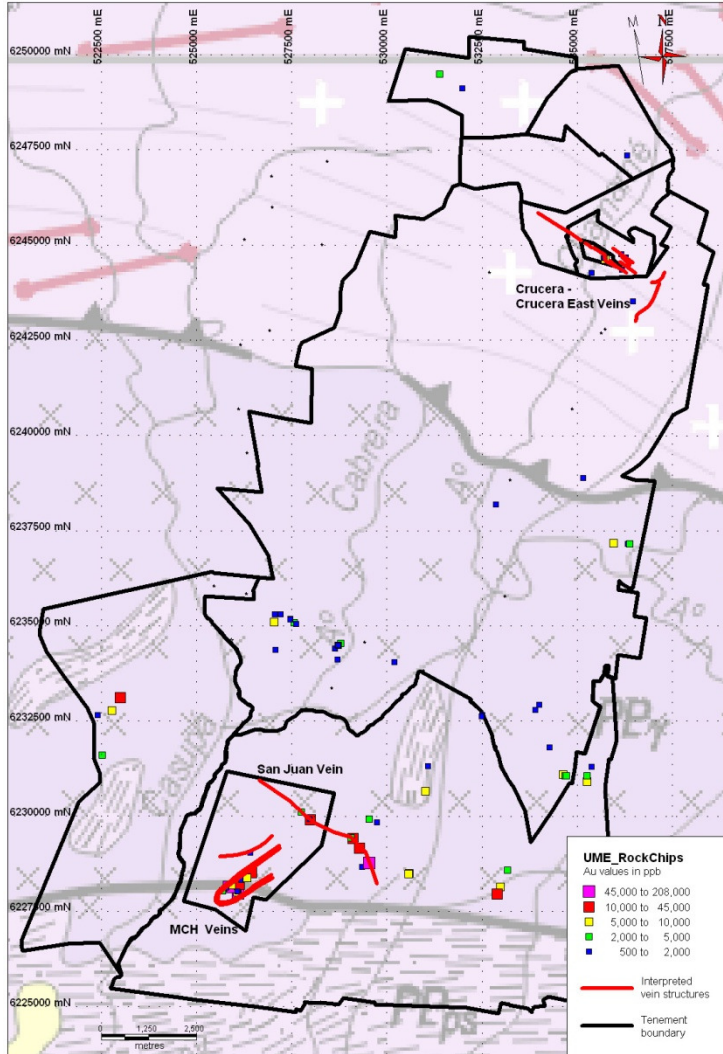 522500 mE
525000 mE
527500 mE
530000 mE
532500 mE
535000 mE
537500 mE
M
N
6250000 mN
6247500 mN
6245000 mN
6242500 mN
6240000 mN
6237500 mN
6235000 mN
6232500 mN
6230000 mN
6227500 mN
6225000 mN
Crucera -
Crucera East Veins
Cabrera
Aº
Aº
Aº
Casupá
San Juan Vein
MCH Veins
UME_RockChips
Au values in ppb
45,000 to 208,000
10,000 to 45,000
5,000 to 10,000
2,000 to 5,000
500 to 2,000
Interpreted
vein structures
Tenement
boundary
0 1,250 2,500
metres